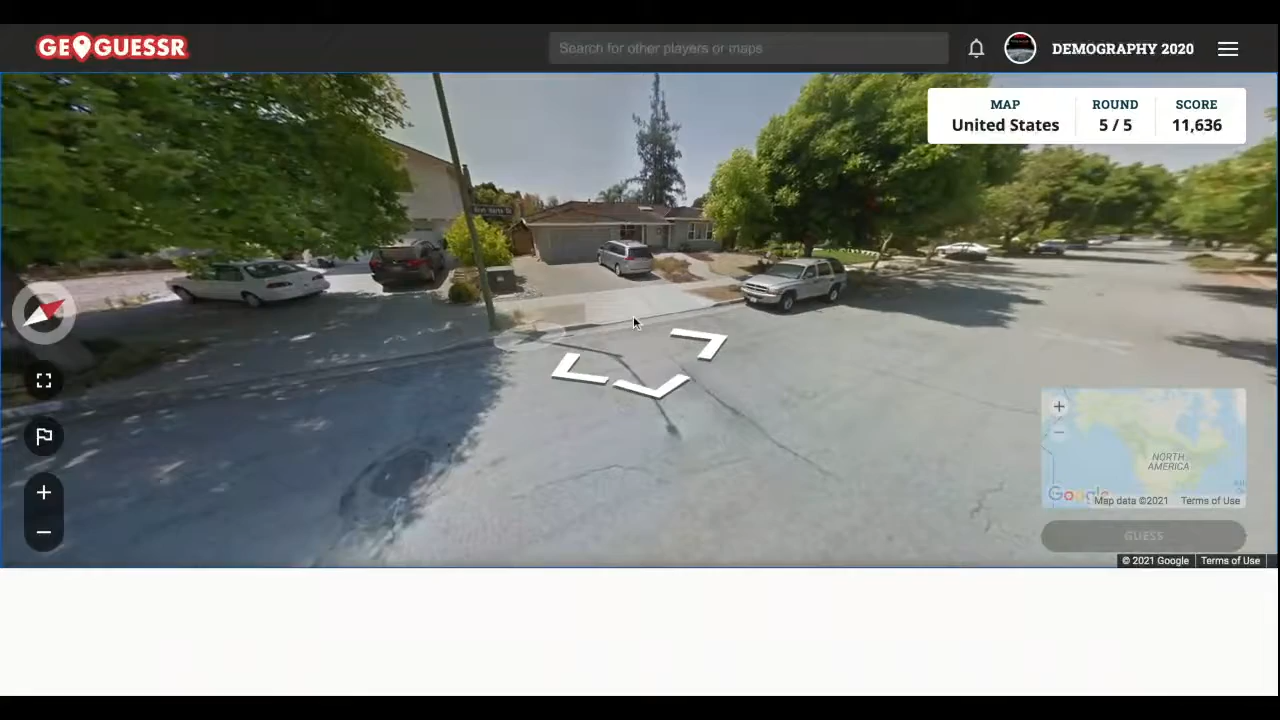 GEOGUESSR
Search for other players or maps
DEMOGRAPHY 2020
MAP
United States
ROUND
5 / 5
SCORE
11,636
+
−
+
−
NORTH
AMERICA
Google
Map data ©2021
Terms of Use
GUESS
© 2021 Google
Terms of Use